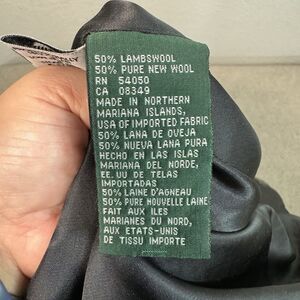 50% LAMBSWOOL
50% PURE NEW WOOL
RN 54050
CA 08349
MADE IN NORTHERN
MARIANA ISLANDS,
USA OF IMPORTED FABRIC
50% LANA DE OVEJA
50% NUEVA LANA PURA
HECHO EN LAS ISLAS
MARIANA DEL NORDE,
EE.UU DE TELAS
IMPORTADAS
50% LAINE D'AGNEAU
50% PURE NOUVELLE LAINE
FAIT AUX ILES
MARIANES DU NORD,
AUX ETATS-UNIS
DE TISSU IMPORTE